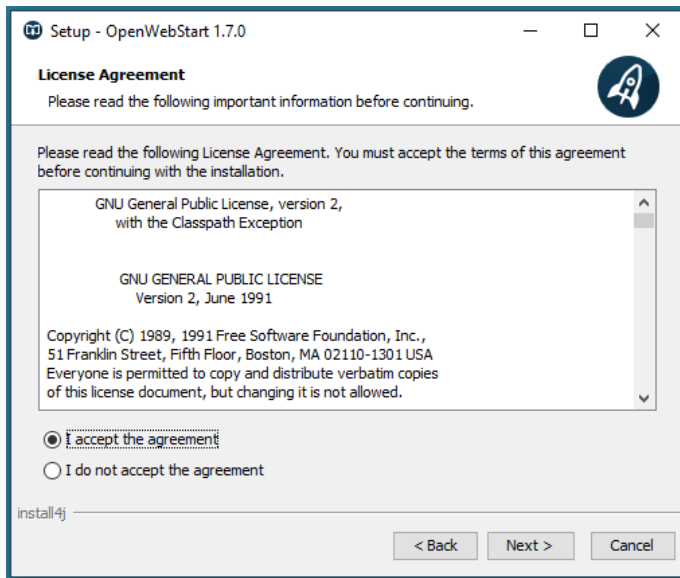 Setup - OpenWebStart 1.7.0
License Agreement
Please read the following important information before continuing.
Please read the following License Agreement. You must accept the terms of this agreement
before continuing with the installation.
GNU General Public License, version 2,
with the Classpath Exception
GNU GENERAL PUBLIC LICENSE
Version 2, June 1991
Copyright (C) 1989, 1991 Free Software Foundation, Inc.,
51 Franklin Street, Fifth Floor, Boston, MA 02110-1301 USA
Everyone is permitted to copy and distribute verbatim copies
of this license document, but changing it is not allowed.
I accept the agreement
I do not accept the agreement
install4j
< Back Next > Cancel